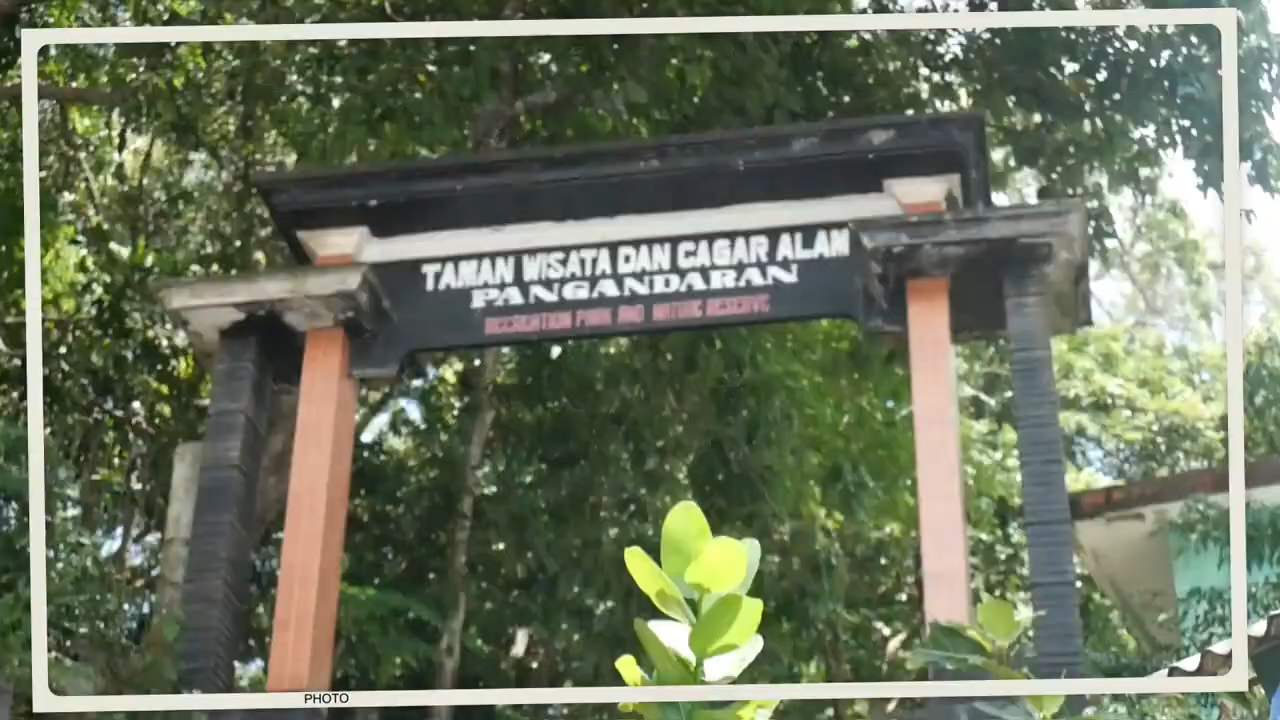 TAMAN WISATA DAN CAGAR ALAM
PANGANDARAN
RECREATION PARK AND NATURE RESERVE
PHOTO